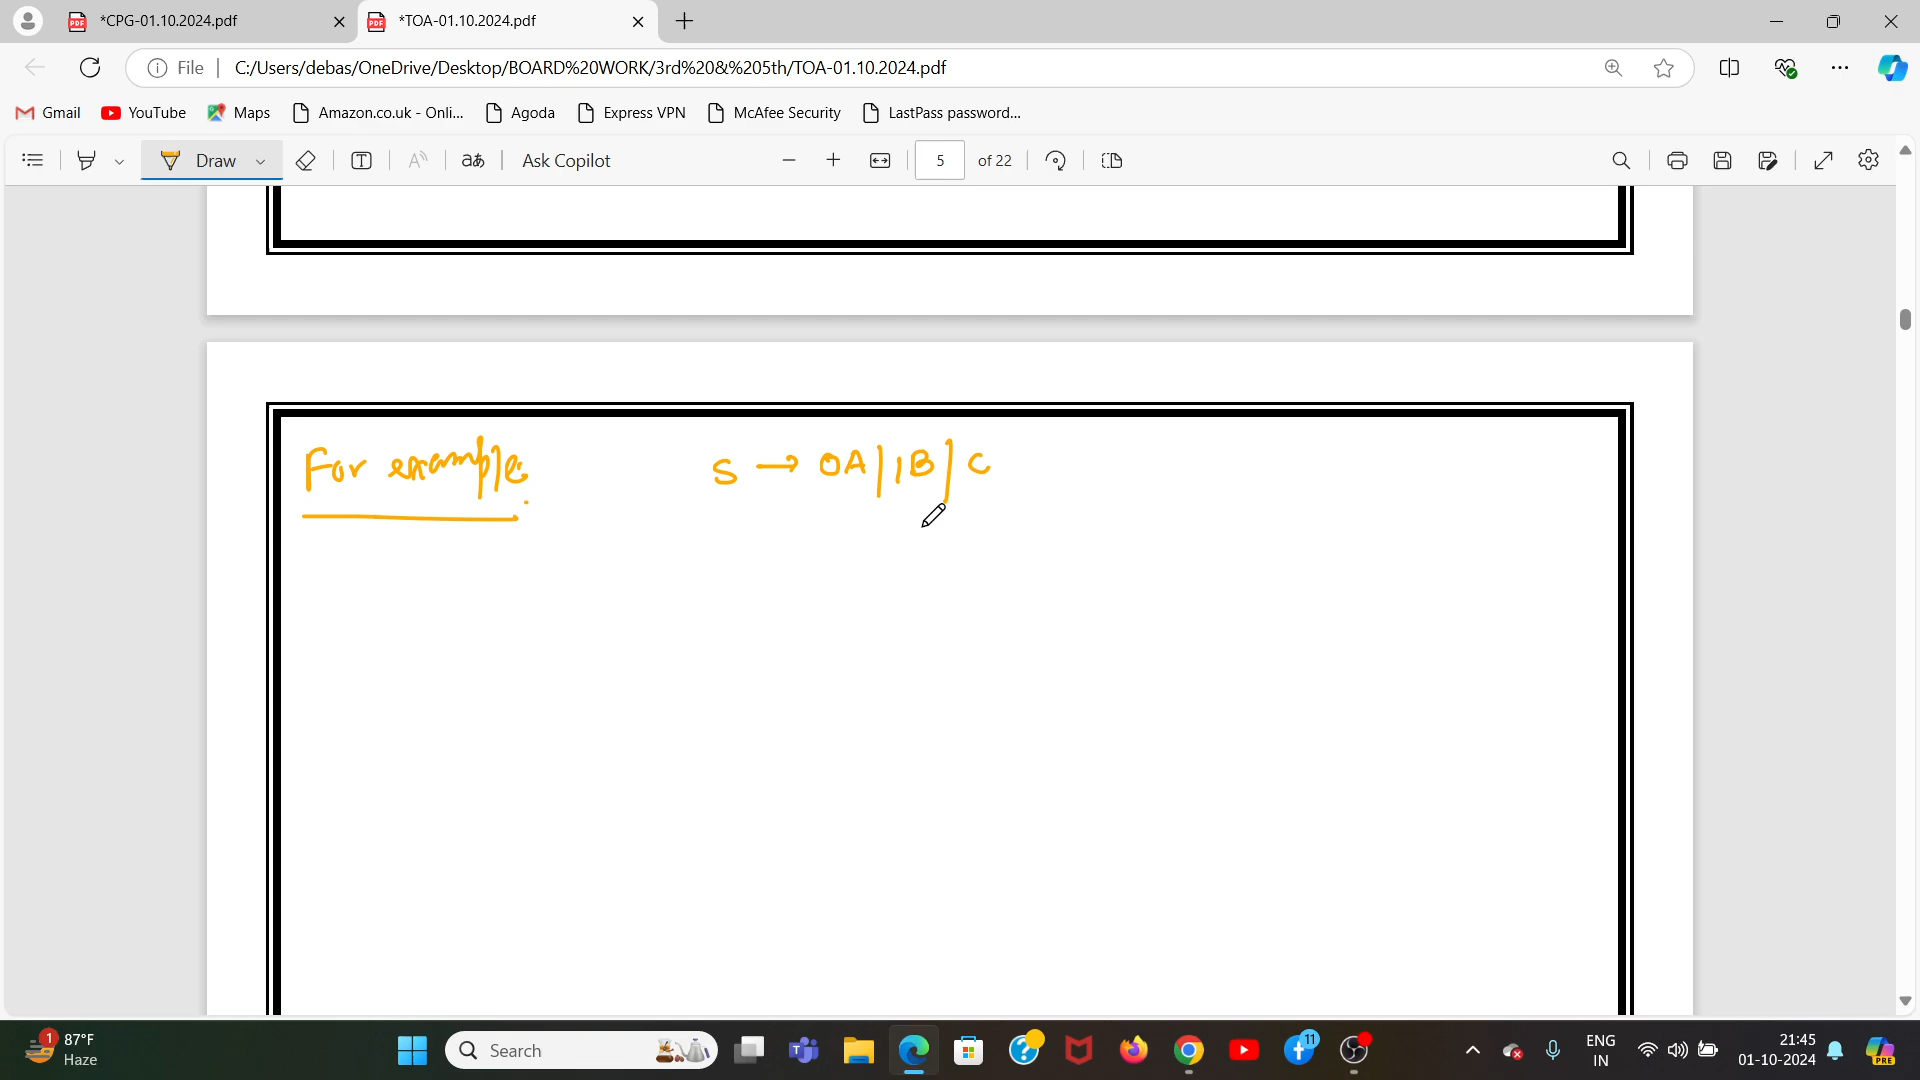 *CPG-01.10.2024.pdf
*TOA-01.10.2024.pdf
File
C:/Users/debas/OneDrive/Desktop/BOARD%20WORK/3rd%20&%205th/TOA-01.10.2024.pdf
Gmail
YouTube
Maps
Amazon.co.uk - Onli...
Agoda
Express VPN
McAfee Security
LastPass password...
Draw
Ask Copilot
5
of 22
For example.
S → 0A|1B|C
1
87°F
Haze
Search
11
ENG
IN
21:45
01-10-2024
PRE